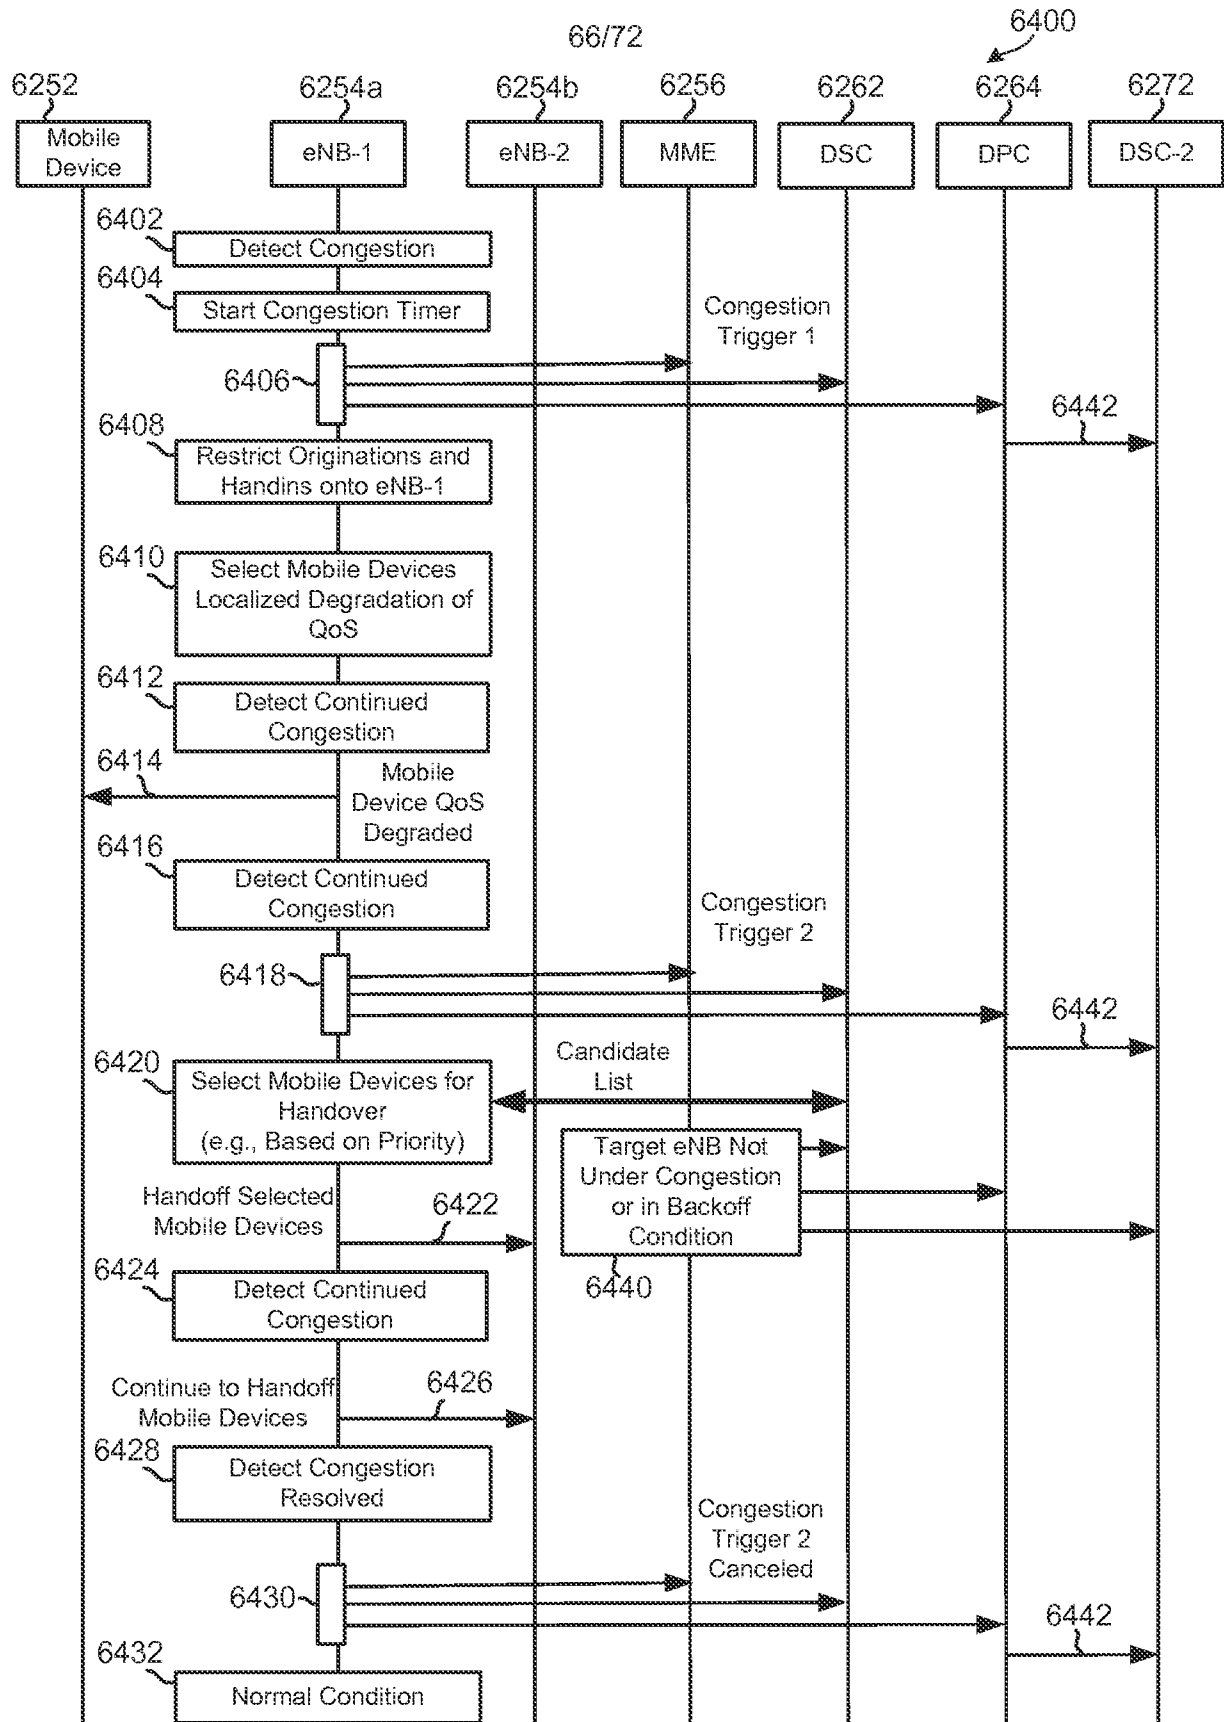 66/72
6400
6252
6254a
6254b
6256
6262
6264
6272
Mobile
Device
eNB-1
eNB-2
MME
DSC
DPC
DSC-2
6402
Detect Congestion
6404
Start Congestion Timer
Congestion
Trigger 1
6406
6442
6408
Restrict Originations and
Handins onto eNB-1
6410
Select Mobile Devices
Localized Degradation of
QoS
6412
Detect Continued
Congestion
6414
Mobile
Device QoS
Degraded
6416
Detect Continued
Congestion
Congestion
Trigger 2
6418
6442
6420
Select Mobile Devices for
Handover
(e.g., Based on Priority)
Candidate
List
Target eNB Not
Under Congestion
or in Backoff
Condition
6440
Handoff Selected
Mobile Devices
6422
6424
Detect Continued
Congestion
Continue to Handoff
Mobile Devices
6426
6428
Detect Congestion
Resolved
Congestion
Trigger 2
Canceled
6430
6442
6432
Normal Condition